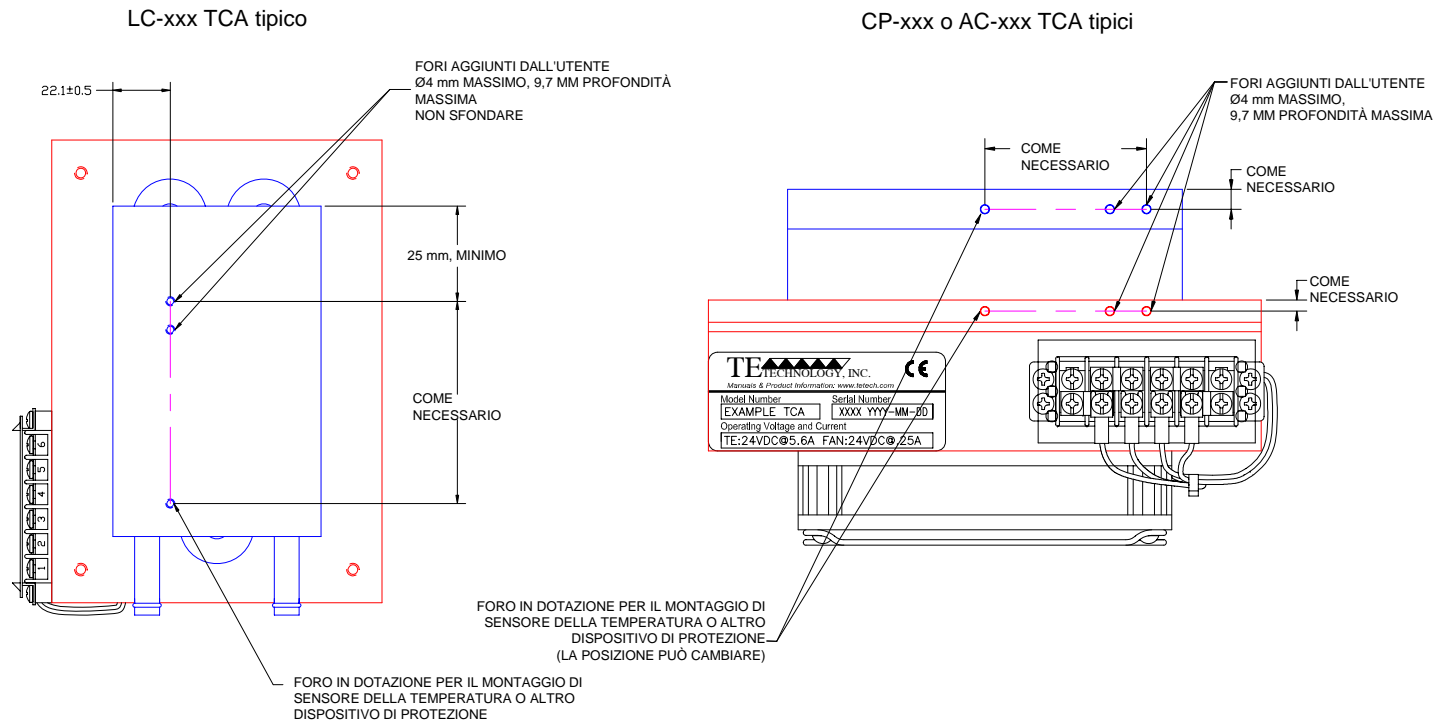 LC-xxx TCA tipico
CP-xxx o AC-xxx TCA tipici
FORI AGGIUNTI DALL'UTENTE
Ø4 mm MASSIMO, 9,7 MM PROFONDITÀ
MASSIMA
NON SFONDARE
22.1±0.5
25 mm, MINIMO
COME
NECESSARIO
6
5
4
3
2
1
FORO IN DOTAZIONE PER IL MONTAGGIO DI
SENSORE DELLA TEMPERATURA O ALTRO
DISPOSITIVO DI PROTEZIONE
FORI AGGIUNTI DALL'UTENTE
Ø4 mm MASSIMO,
9,7 MM PROFONDITÀ MASSIMA
COME
NECESSARIO
COME
NECESSARIO
COME
NECESSARIO
TE TECHNOLOGY, INC. CE
Manuals & Product Information: www.tetech.com
Model Number Serial Number
EXAMPLE TCA XXXX YYYY-MM-DD
Operating Voltage and Current
TE:24VDC@5.6A FAN:24VDC@.25A
FORO IN DOTAZIONE PER IL MONTAGGIO DI
SENSORE DELLA TEMPERATURA O ALTRO
DISPOSITIVO DI PROTEZIONE
(LA POSIZIONE PUÒ CAMBIARE)